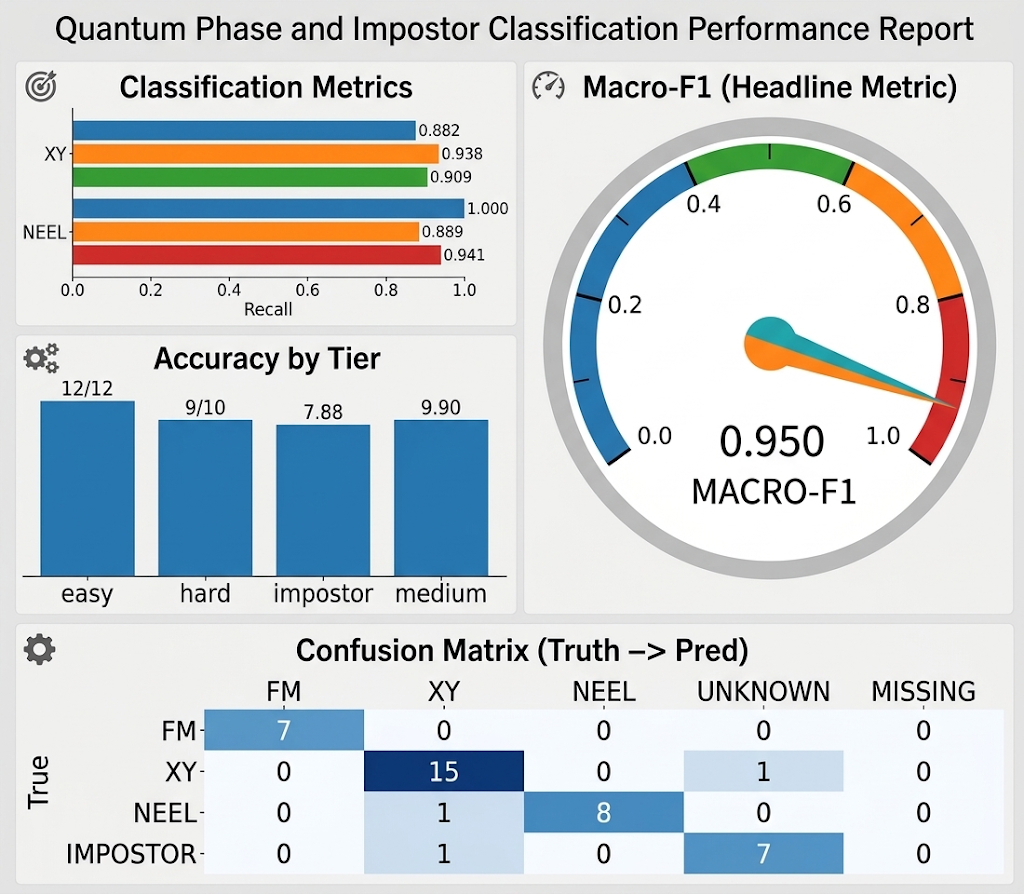 Quantum Phase and Impostor Classification Performance Report
Classification Metrics
0.882
XY
0.938
0.909
1.000
NEEL
0.889
0.941
0.0 0.2 0.4 0.6 0.8 1.0
Recall
Macro-F1 (Headline Metric)
0.4 0.6
0.2 0.8
0.0 1.0
0.950
MACRO-F1
Accuracy by Tier
12/12 9/10 7.88 9.90
easy hard impostor medium
Confusion Matrix (Truth –> Pred)
FM XY NEEL UNKNOWN MISSING
True
FM 7 0 0 0 0
XY 0 15 0 1 0
NEEL 0 1 8 0 0
IMPOSTOR 0 1 0 7 0